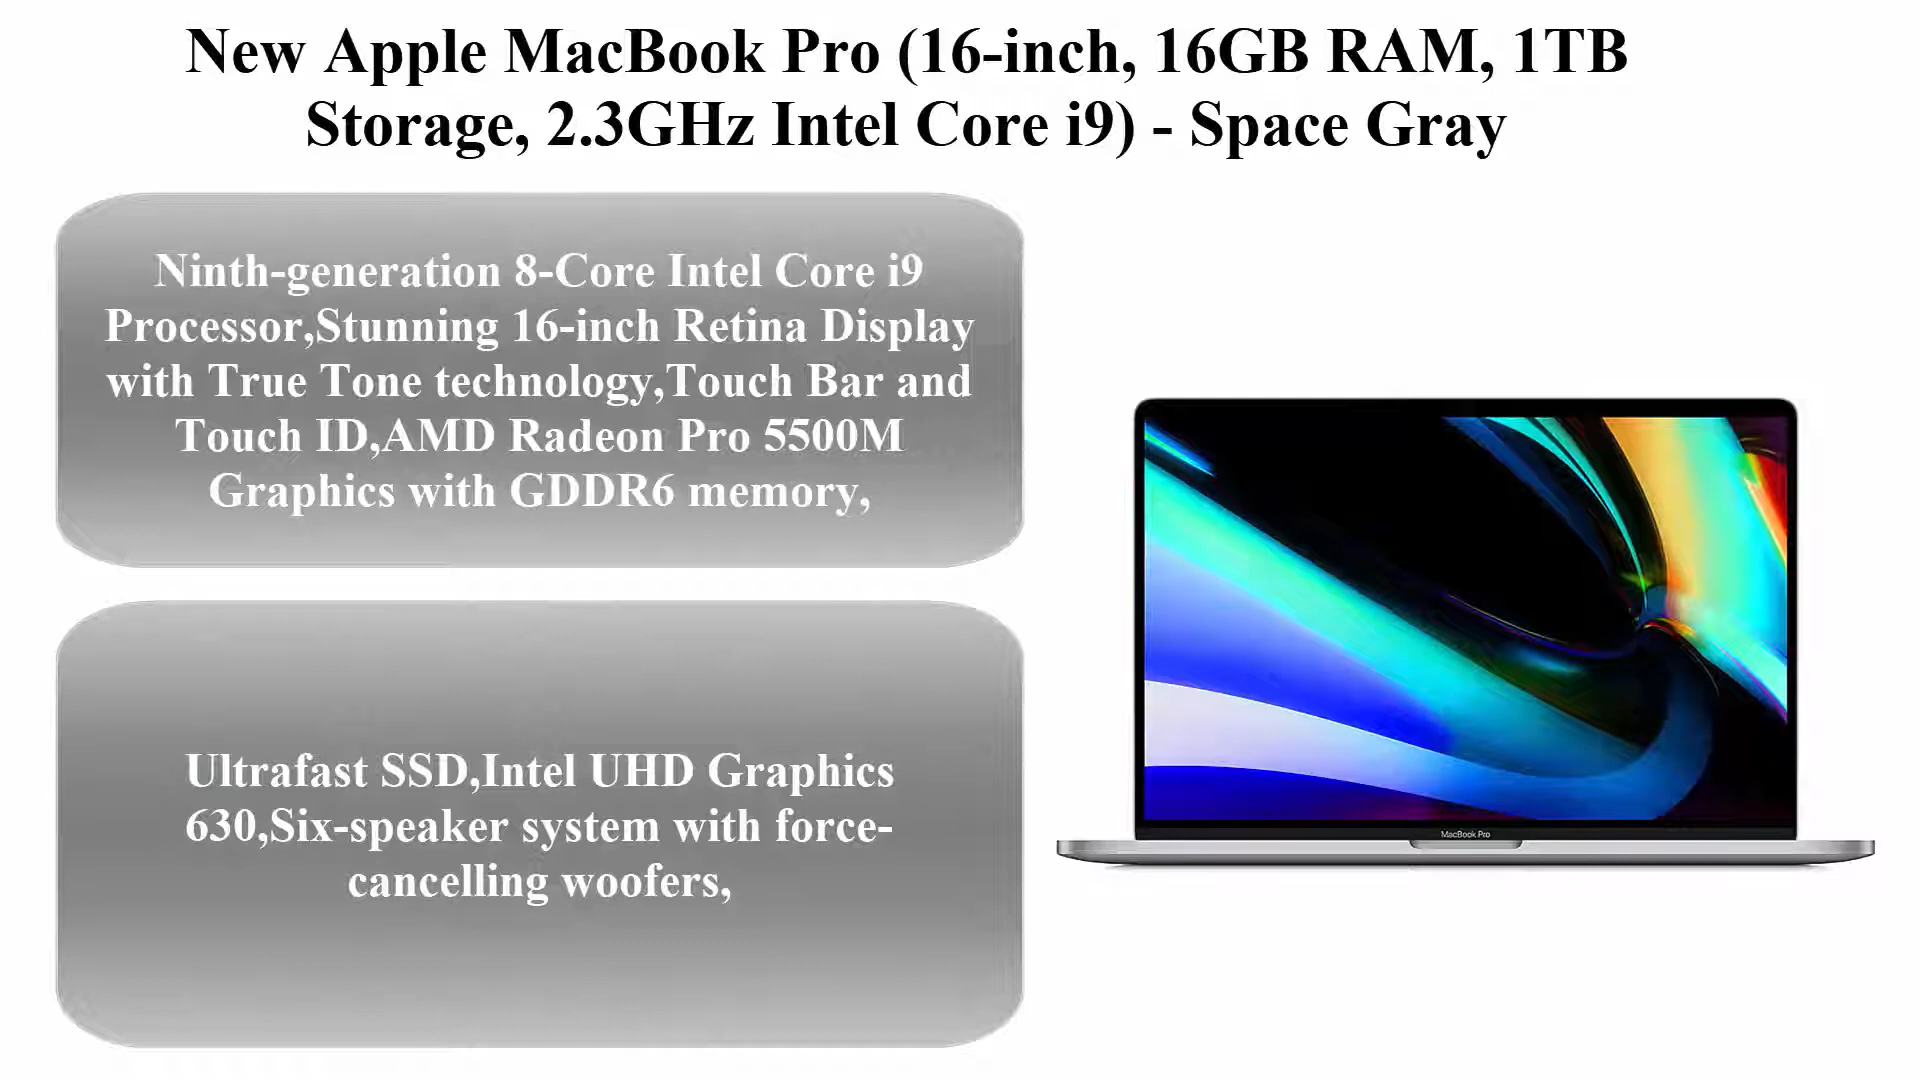 New Apple MacBook Pro (16-inch, 16GB RAM, 1TB
Storage, 2.3GHz Intel Core i9) - Space Gray
Ninth-generation 8-Core Intel Core i9
Processor,Stunning 16-inch Retina Display
with True Tone technology,Touch Bar and
Touch ID,AMD Radeon Pro 5500M
Graphics with GDDR6 memory,
Ultrafast SSD,Intel UHD Graphics
630,Six-speaker system with force-
cancelling woofers,
MacBook Pro